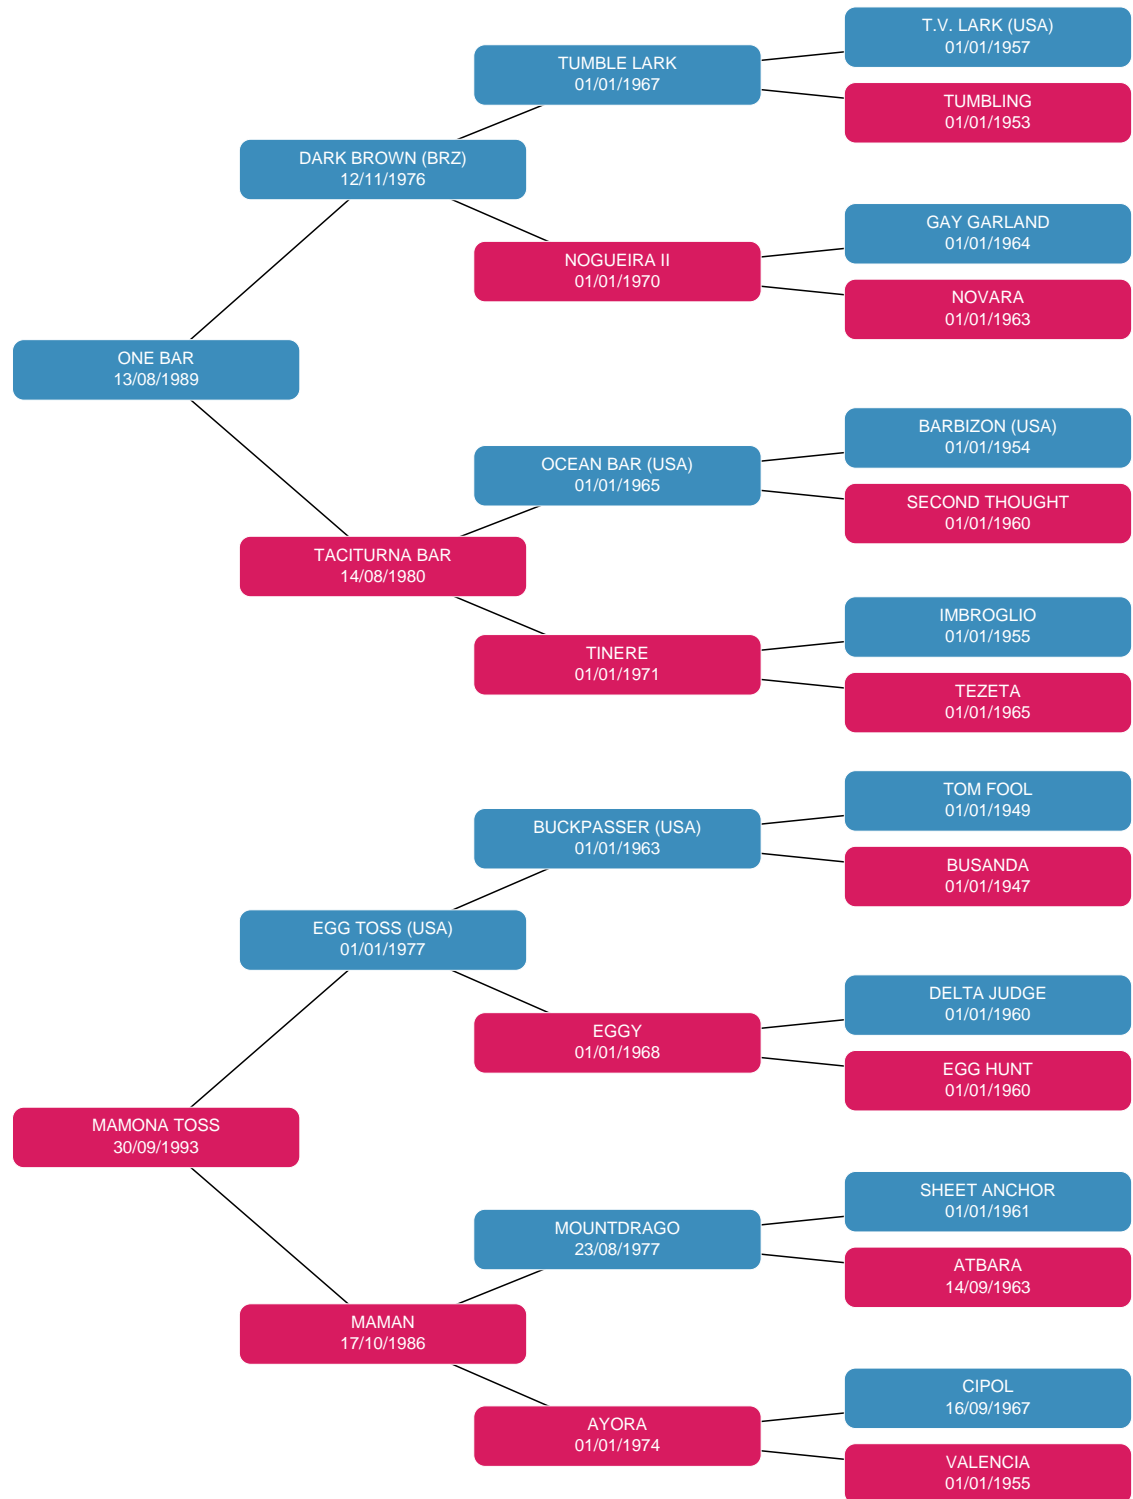 T.V. LARK (USA)
01/01/1957
TUMBLE LARK
01/01/1967
TUMBLING
01/01/1953
DARK BROWN (BRZ)
12/11/1976
GAY GARLAND
01/01/1964
NOGUEIRA II
01/01/1970
NOVARA
01/01/1963
ONE BAR
13/08/1989
BARBIZON (USA)
01/01/1954
OCEAN BAR (USA)
01/01/1965
SECOND THOUGHT
01/01/1960
TACITURNA BAR
14/08/1980
IMBROGLIO
01/01/1955
TINERE
01/01/1971
TEZETA
01/01/1965
TOM FOOL
01/01/1949
BUCKPASSER (USA)
01/01/1963
BUSANDA
01/01/1947
EGG TOSS (USA)
01/01/1977
DELTA JUDGE
01/01/1960
EGGY
01/01/1968
EGG HUNT
01/01/1960
MAMONA TOSS
30/09/1993
SHEET ANCHOR
01/01/1961
MOUNTDRAGO
23/08/1977
ATBARA
14/09/1963
MAMAN
17/10/1986
CIPOL
16/09/1967
AYORA
01/01/1974
VALENCIA
01/01/1955